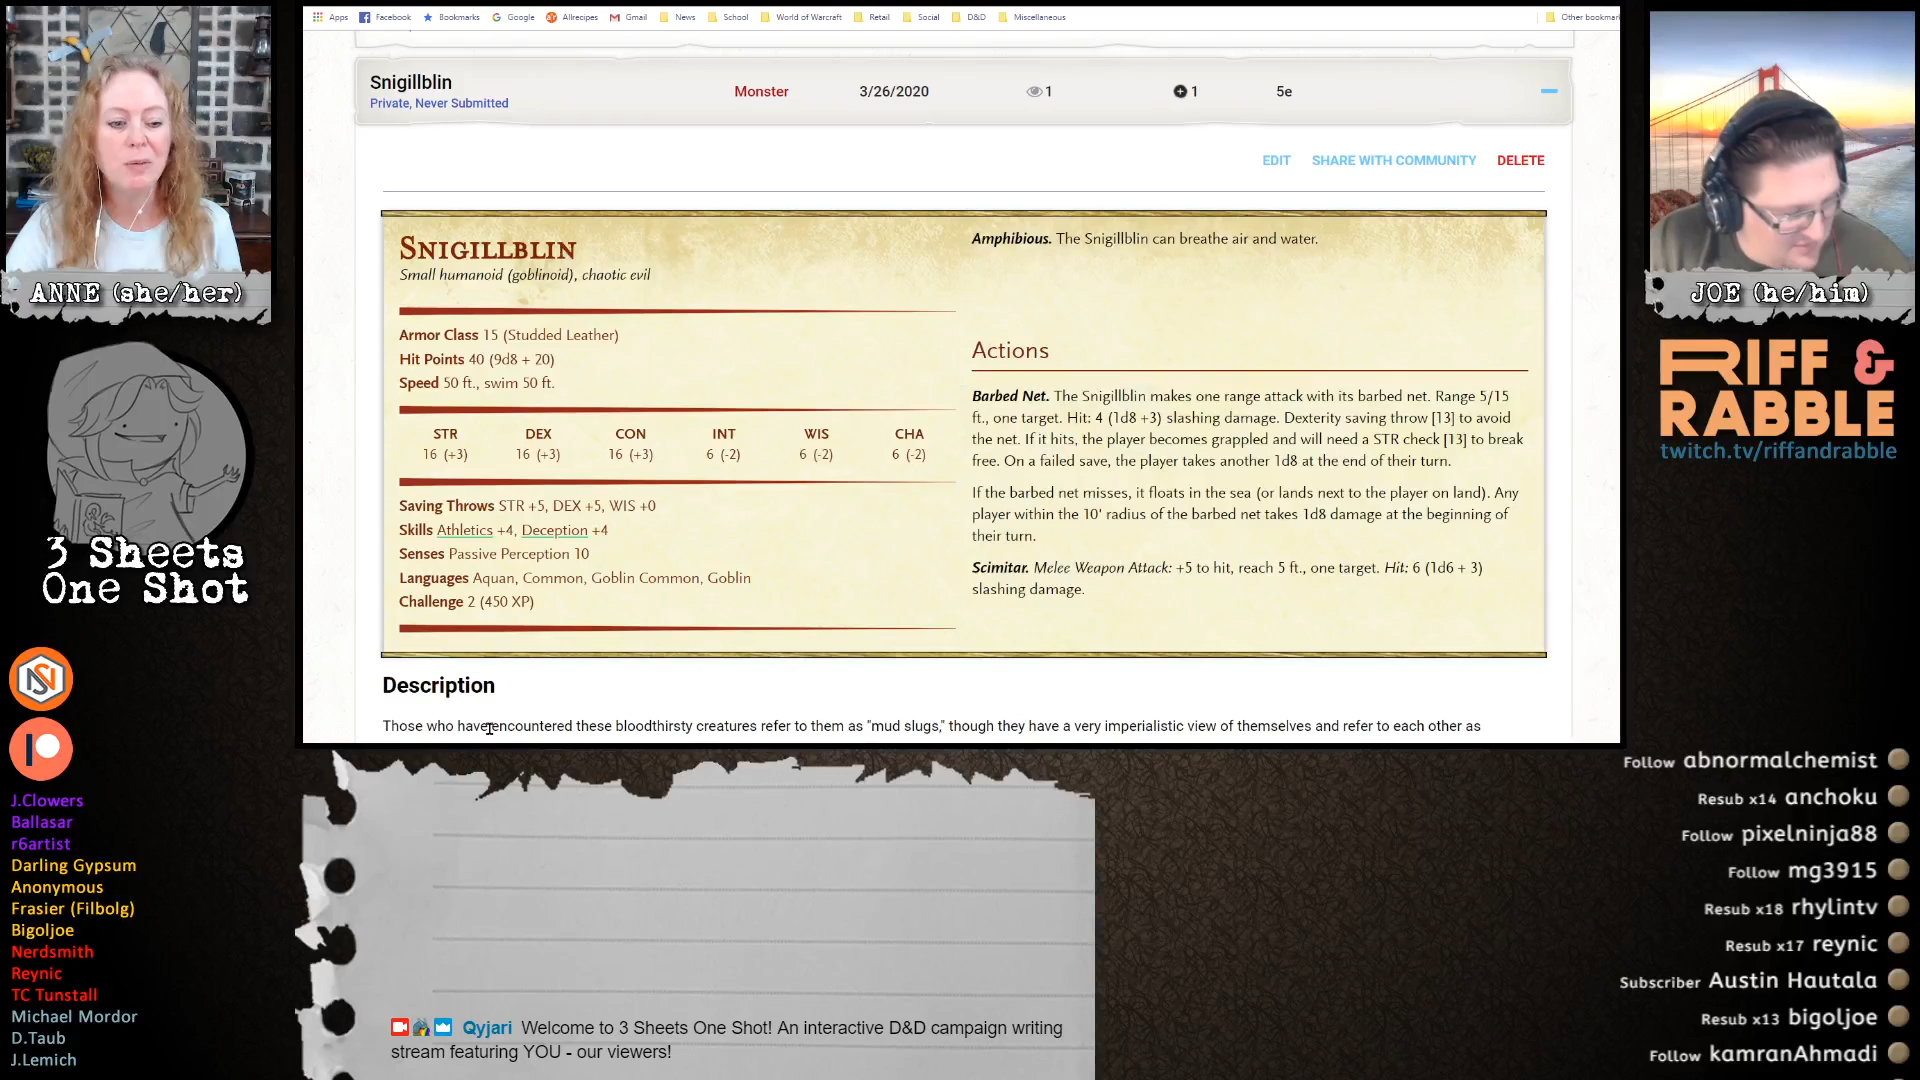 Apps Facebook Bookmarks Google Allrecipes Gmail News School World of Warcraft Retail Social D&D Miscellaneous Other bookmar
Snigillblin
Private, Never Submitted
Monster 3/26/2020 1 1 5e
EDIT SHARE WITH COMMUNITY DELETE
SNIGILLBLIN
Small humanoid (goblinoid), chaotic evil
Armor Class 15 (Studded Leather)
Hit Points 40 (9d8 + 20)
Speed 50 ft., swim 50 ft.
STR DEX CON INT WIS CHA
16 (+3) 16 (+3) 16 (+3) 6 (-2) 6 (-2) 6 (-2)
Saving Throws STR +5, DEX +5, WIS +0
Skills Athletics +4, Deception +4
Senses Passive Perception 10
Languages Aquan, Common, Goblin Common, Goblin
Challenge 2 (450 XP)
Amphibious. The Snigillblin can breathe air and water.
Actions
Barbed Net. The Snigillblin makes one range attack with its barbed net. Range 5/15
ft., one target. Hit: 4 (1d8 +3) slashing damage. Dexterity saving throw [13] to avoid
the net. If it hits, the player becomes grappled and will need a STR check [13] to break
free. On a failed save, the player takes another 1d8 at the end of their turn.
If the barbed net misses, it floats in the sea (or lands next to the player on land). Any
player within the 10' radius of the barbed net takes 1d8 damage at the beginning of
their turn.
Scimitar. Melee Weapon Attack: +5 to hit, reach 5 ft., one target. Hit: 6 (1d6 + 3)
slashing damage.
Description
Those who have encountered these bloodthirsty creatures refer to them as "mud slugs," though they have a very imperialistic view of themselves and refer to each other as
ANNE (she/her)
3 Sheets
One Shot
J.Clowers
Ballasar
r6artist
Darling Gypsum
Anonymous
Frasier (Filbolg)
Bigoljoe
Nerdsmith
Reynic
TC Tunstall
Michael Mordor
D.Taub
J.Lemich
Qyjari Welcome to 3 Sheets One Shot! An interactive D&D campaign writing
stream featuring YOU - our viewers!
JOE (he/him)
RIFF &
RABBLE
twitch.tv/riffandrabble
Follow abnormalchemist
Resub x14 anchoku
Follow pixelninja88
Follow mg3915
Resub x18 rhylintv
Resub x17 reynic
Subscriber Austin Hautala
Resub x13 bigoljoe
Follow kamranAhmadi